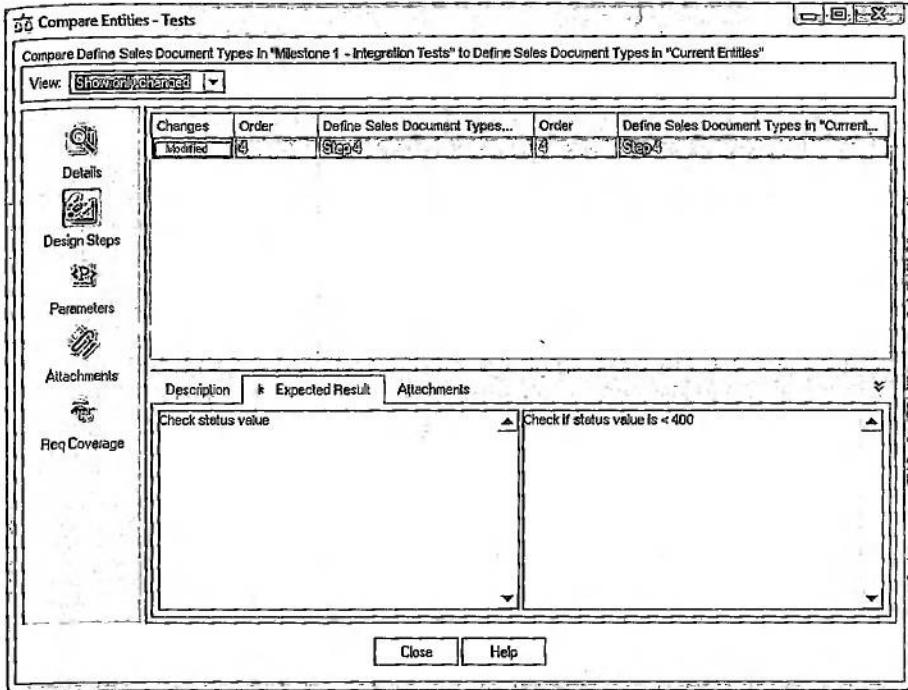 Compare Entities - Tests
Compare Define Sales Document Types In "Milestone 1 - Integration Tests" to Define Sales Document Types in "Current Entities"
View: Show only changed
Changes Order Define Sales Document Types... Order Define Sales Document Types in "Current...
Modified 4 Step 4 4 Step 4
Details
Design Steps
Parameters
Attachments
Req Coverage
Description * Expected Result Attachments
Check status value Check if status value is < 400
Close Help